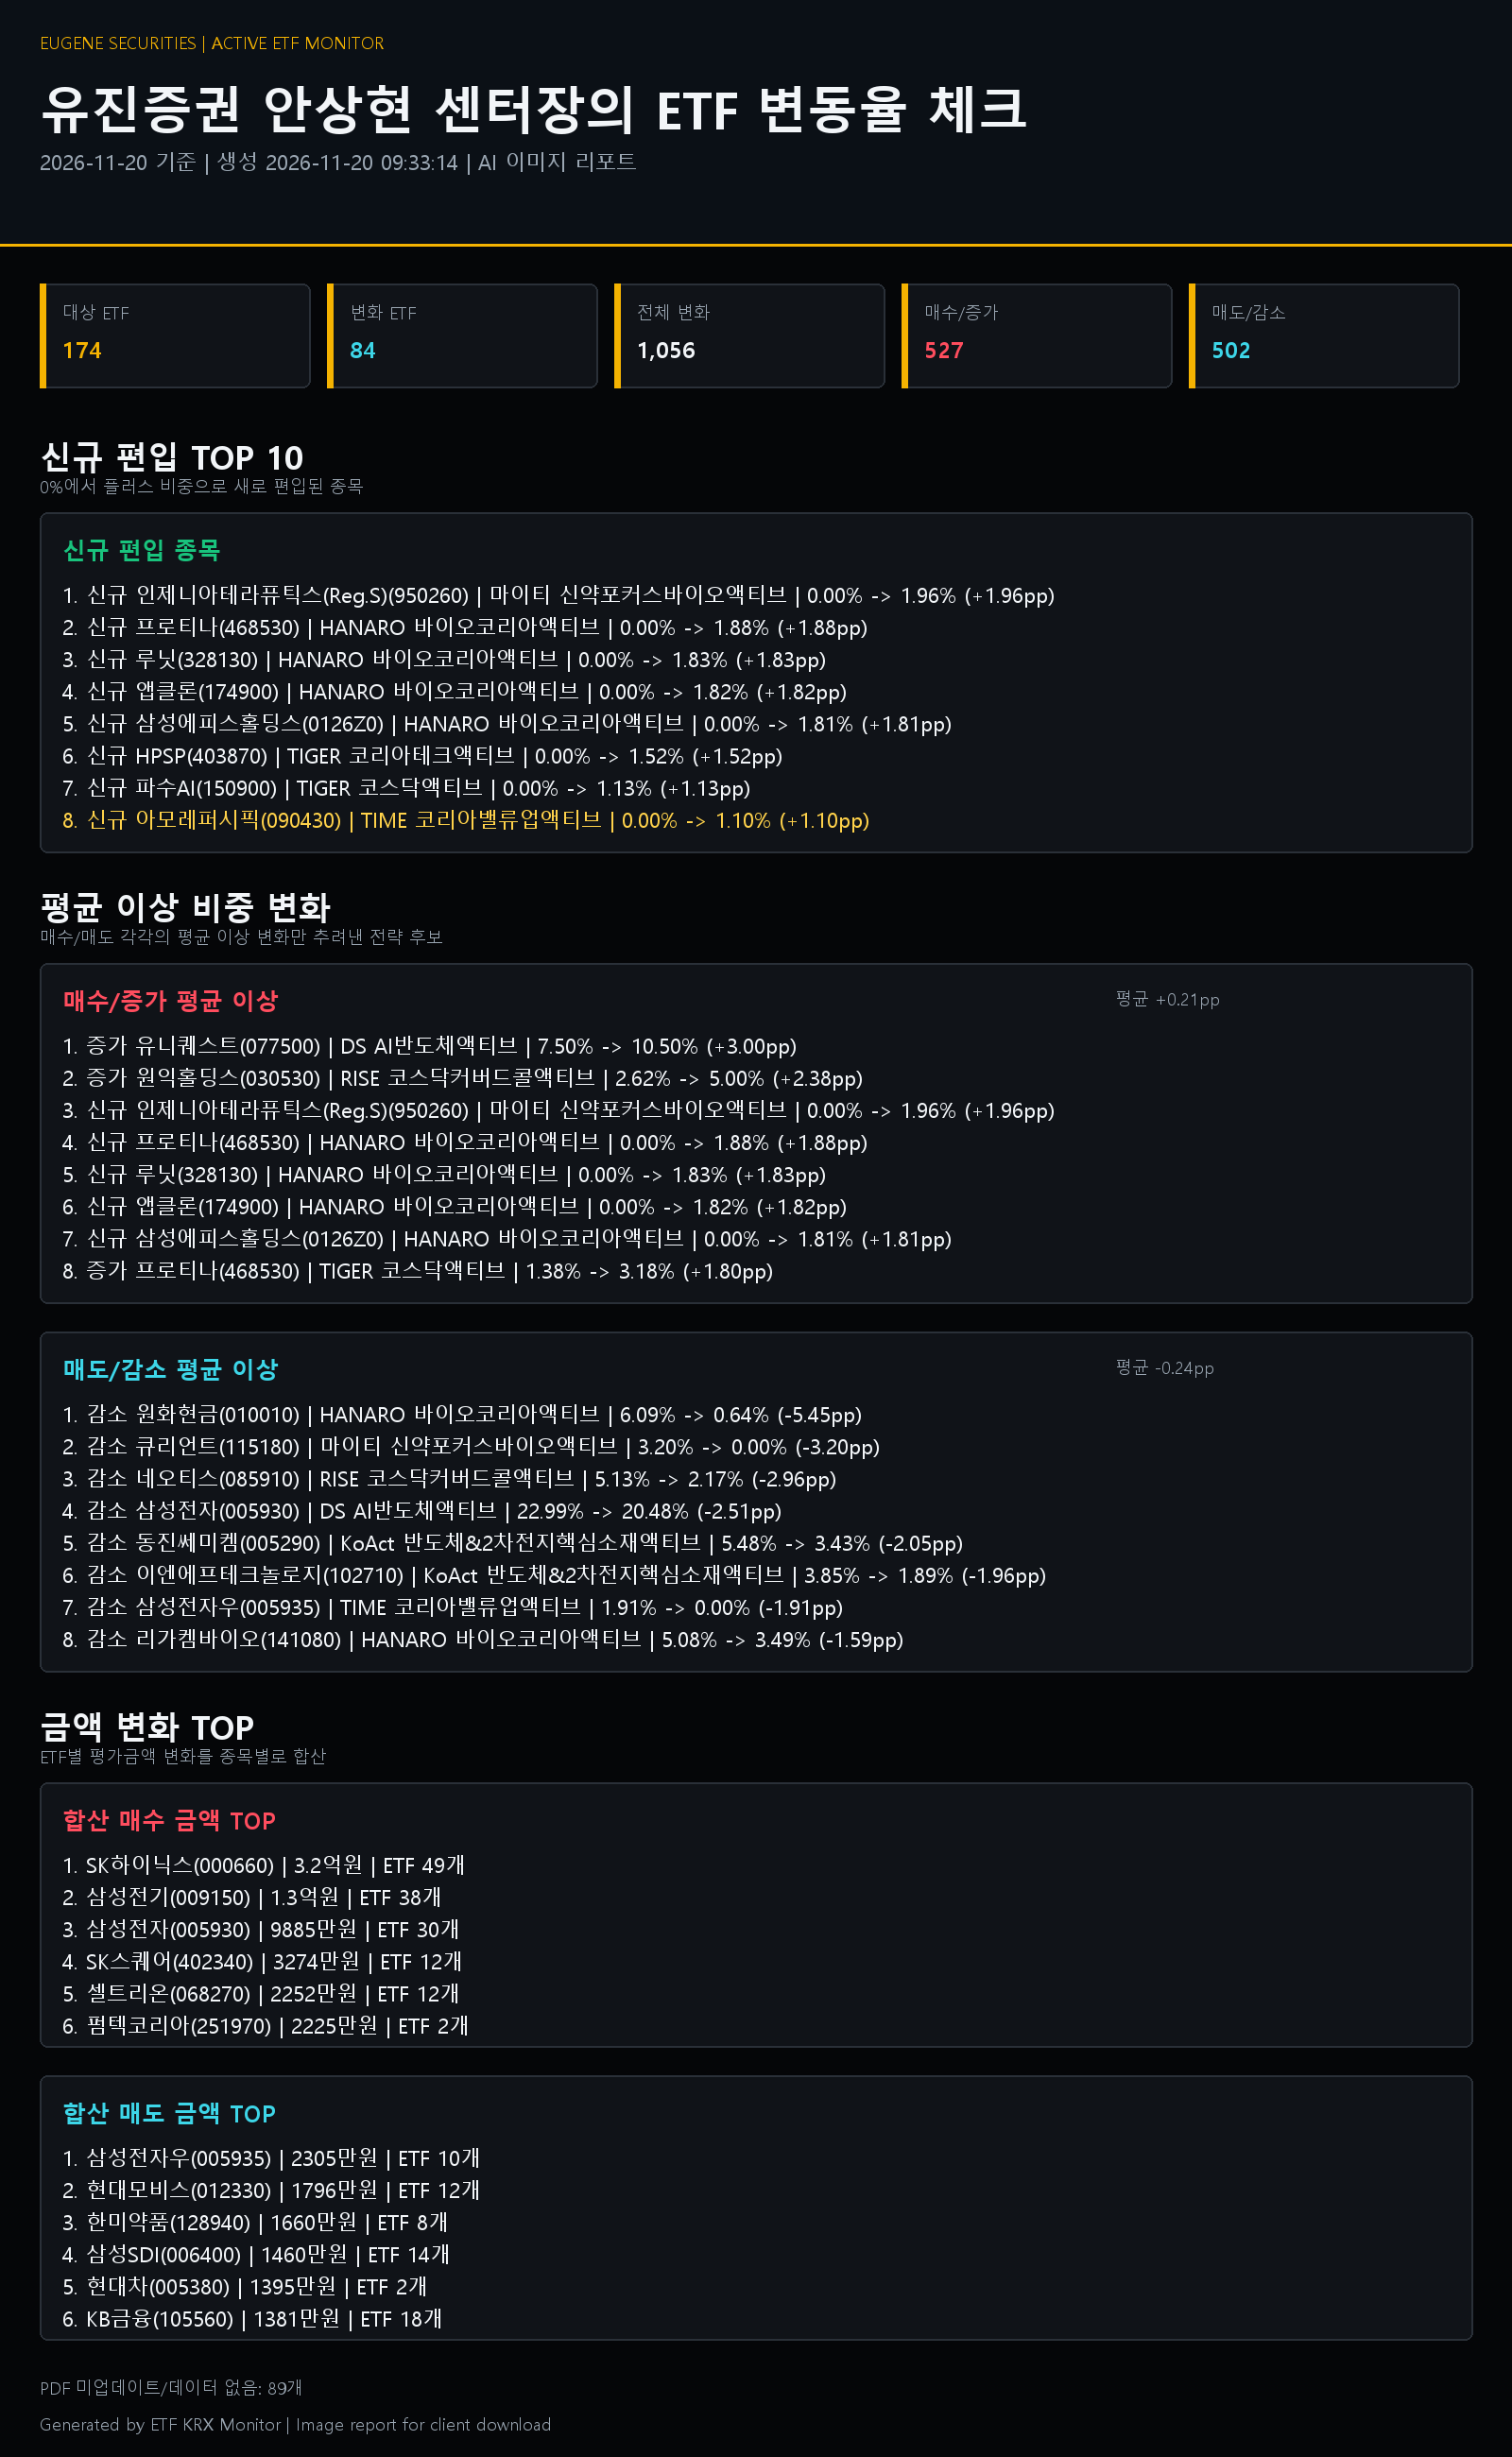 EUGENE SECURITIES | ACTIVE ETF MONITOR
유진증권 안상현 센터장의 ETF 변동율 체크
2026-11-20 기준 | 생성 2026-11-20 09:33:14 | AI 이미지 리포트
대상 ETF
174
변화 ETF
84
전체 변화
1,056
매수/증가
527
매도/감소
502
신규 편입 TOP 10
0%에서 플러스 비중으로 새로 편입된 종목
신규 편입 종목
1. 신규 인제니아테라퓨틱스(Reg.S)(950260) | 마이티 신약포커스바이오액티브 | 0.00% -> 1.96% (+1.96pp)
2. 신규 프로티나(468530) | HANARO 바이오코리아액티브 | 0.00% -> 1.88% (+1.88pp)
3. 신규 루닛(328130) | HANARO 바이오코리아액티브 | 0.00% -> 1.83% (+1.83pp)
4. 신규 앱클론(174900) | HANARO 바이오코리아액티브 | 0.00% -> 1.82% (+1.82pp)
5. 신규 삼성에피스홀딩스(0126Z0) | HANARO 바이오코리아액티브 | 0.00% -> 1.81% (+1.81pp)
6. 신규 HPSP(403870) | TIGER 코리아테크액티브 | 0.00% -> 1.52% (+1.52pp)
7. 신규 파수AI(150900) | TIGER 코스닥액티브 | 0.00% -> 1.13% (+1.13pp)
8. 신규 아모레퍼시픽(090430) | TIME 코리아밸류업액티브 | 0.00% -> 1.10% (+1.10pp)
평균 이상 비중 변화
매수/매도 각각의 평균 이상 변화만 추려낸 전략 후보
매수/증가 평균 이상
평균 +0.21pp
1. 증가 유니퀘스트(077500) | DS AI반도체액티브 | 7.50% -> 10.50% (+3.00pp)
2. 증가 원익홀딩스(030530) | RISE 코스닥커버드콜액티브 | 2.62% -> 5.00% (+2.38pp)
3. 신규 인제니아테라퓨틱스(Reg.S)(950260) | 마이티 신약포커스바이오액티브 | 0.00% -> 1.96% (+1.96pp)
4. 신규 프로티나(468530) | HANARO 바이오코리아액티브 | 0.00% -> 1.88% (+1.88pp)
5. 신규 루닛(328130) | HANARO 바이오코리아액티브 | 0.00% -> 1.83% (+1.83pp)
6. 신규 앱클론(174900) | HANARO 바이오코리아액티브 | 0.00% -> 1.82% (+1.82pp)
7. 신규 삼성에피스홀딩스(0126Z0) | HANARO 바이오코리아액티브 | 0.00% -> 1.81% (+1.81pp)
8. 증가 프로티나(468530) | TIGER 코스닥액티브 | 1.38% -> 3.18% (+1.80pp)
매도/감소 평균 이상
평균 -0.24pp
1. 감소 원화현금(010010) | HANARO 바이오코리아액티브 | 6.09% -> 0.64% (-5.45pp)
2. 감소 큐리언트(115180) | 마이티 신약포커스바이오액티브 | 3.20% -> 0.00% (-3.20pp)
3. 감소 네오티스(085910) | RISE 코스닥커버드콜액티브 | 5.13% -> 2.17% (-2.96pp)
4. 감소 삼성전자(005930) | DS AI반도체액티브 | 22.99% -> 20.48% (-2.51pp)
5. 감소 동진쎄미켐(005290) | KoAct 반도체&2차전지핵심소재액티브 | 5.48% -> 3.43% (-2.05pp)
6. 감소 이엔에프테크놀로지(102710) | KoAct 반도체&2차전지핵심소재액티브 | 3.85% -> 1.89% (-1.96pp)
7. 감소 삼성전자우(005935) | TIME 코리아밸류업액티브 | 1.91% -> 0.00% (-1.91pp)
8. 감소 리가켐바이오(141080) | HANARO 바이오코리아액티브 | 5.08% -> 3.49% (-1.59pp)
금액 변화 TOP
ETF별 평가금액 변화를 종목별로 합산
합산 매수 금액 TOP
1. SK하이닉스(000660) | 3.2억원 | ETF 49개
2. 삼성전기(009150) | 1.3억원 | ETF 38개
3. 삼성전자(005930) | 9885만원 | ETF 30개
4. SK스퀘어(402340) | 3274만원 | ETF 12개
5. 셀트리온(068270) | 2252만원 | ETF 12개
6. 펌텍코리아(251970) | 2225만원 | ETF 2개
합산 매도 금액 TOP
1. 삼성전자우(005935) | 2305만원 | ETF 10개
2. 현대모비스(012330) | 1796만원 | ETF 12개
3. 한미약품(128940) | 1660만원 | ETF 8개
4. 삼성SDI(006400) | 1460만원 | ETF 14개
5. 현대차(005380) | 1395만원 | ETF 2개
6. KB금융(105560) | 1381만원 | ETF 18개
PDF 미업데이트/데이터 없음: 89개
Generated by ETF KRX Monitor | Image report for client download